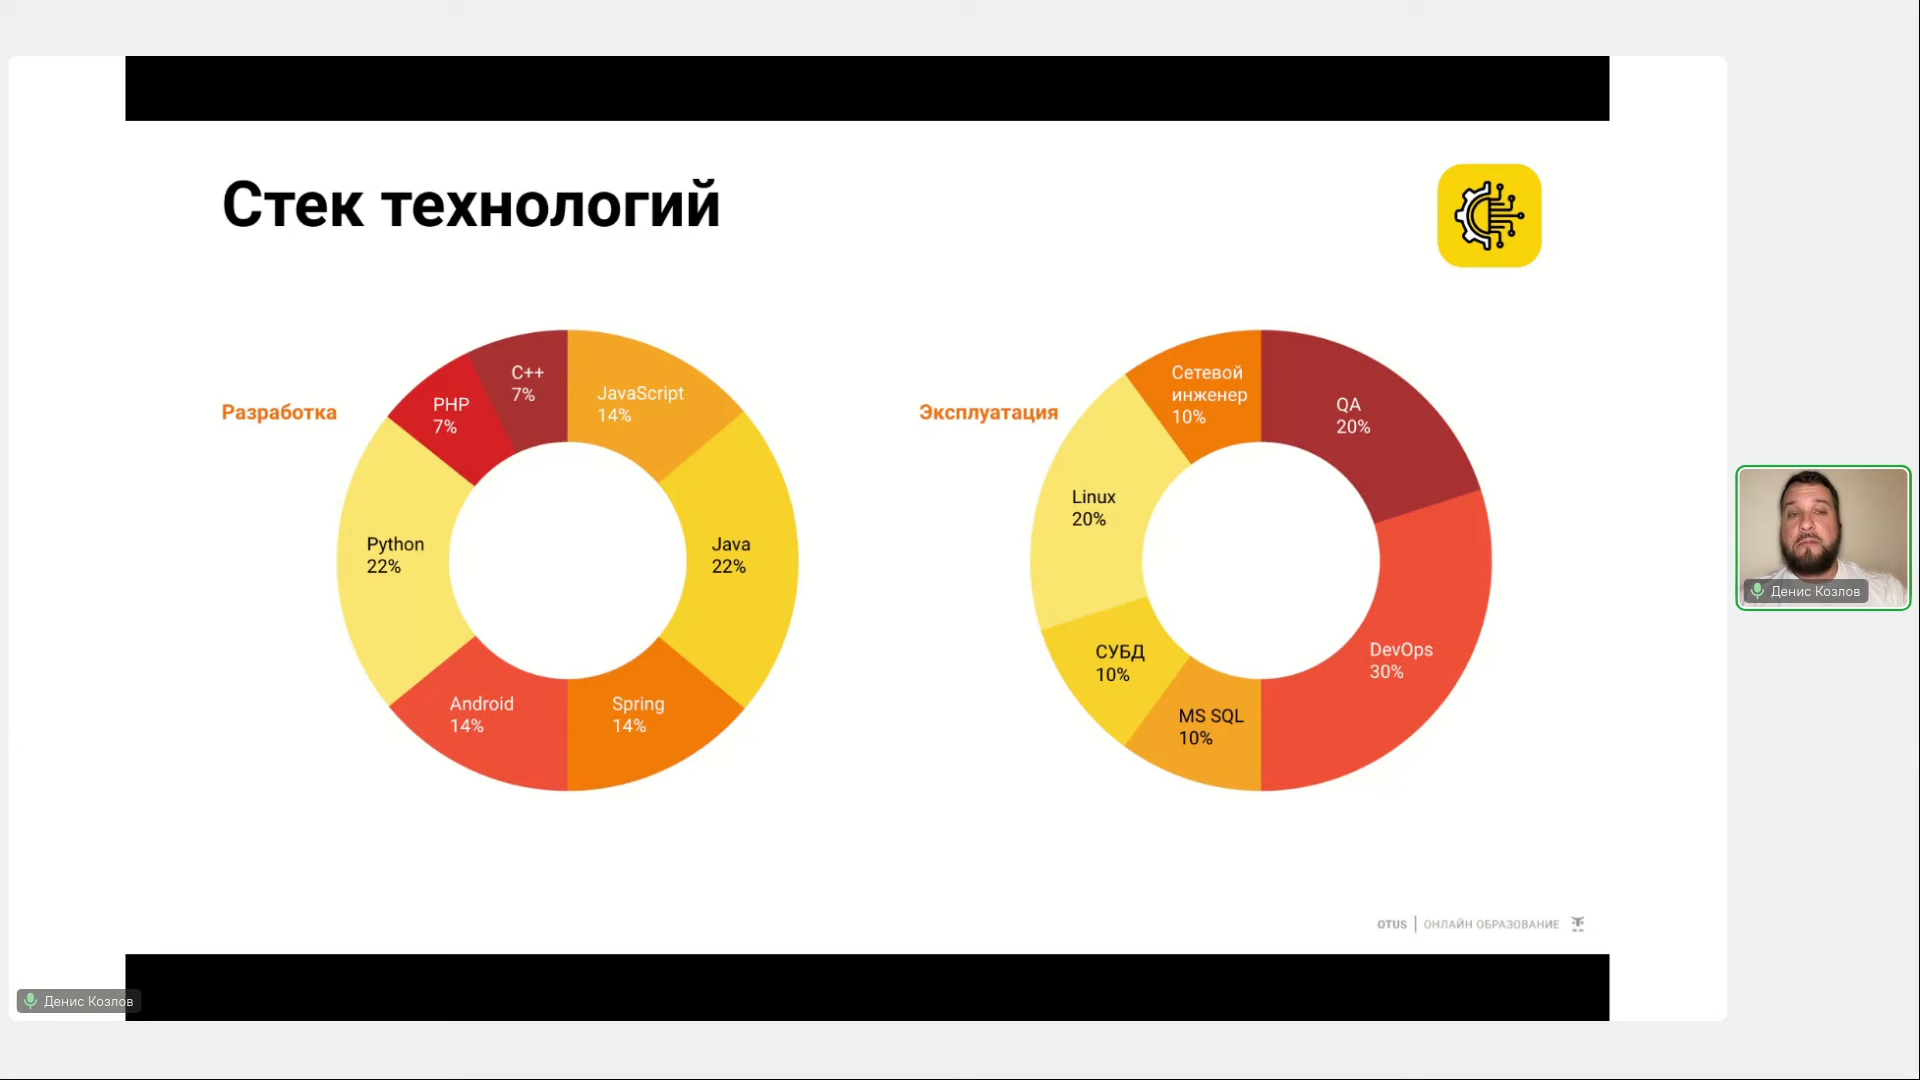 Стек технологий
Разработка
C++
7%
JavaScript
14%
PHP
7%
Python
22%
Java
22%
Android
14%
Spring
14%
Эксплуатация
Сетевой
инженер
10%
QA
20%
Linux
20%
СУБД
10%
DevOps
30%
MS SQL
10%
Денис Козлов
OTUS | ОНЛАЙН ОБРАЗОВАНИЕ
Денис Козлов